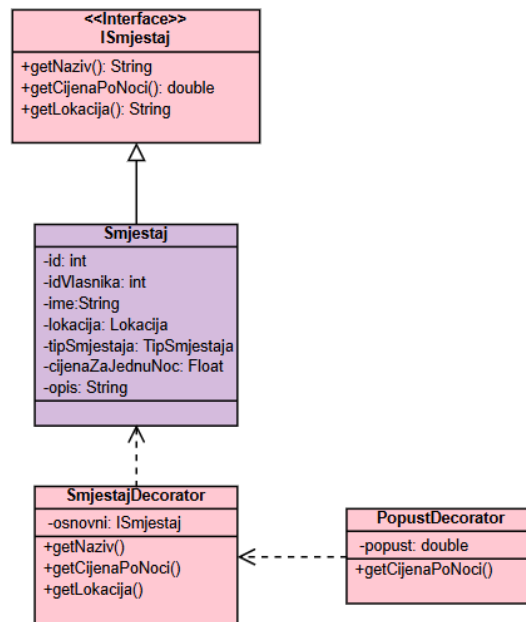 <<Interface>>
ISmjestaj
+getNaziv(): String
+getCijenaPoNoci(): double
+getLokacija(): String
Smjestaj
-id: int
-idVlasnika: int
-ime:String
-lokacija: Lokacija
-tipSmjestaja: TipSmjestaja
-cijenaZaJednuNoc: Float
-opis: String
SmjestajDecorator
-osnovni: ISmjestaj
+getNaziv()
+getCijenaPoNoci()
+getLokacija()
PopustDecorator
-popust: double
+getCijenaPoNoci()